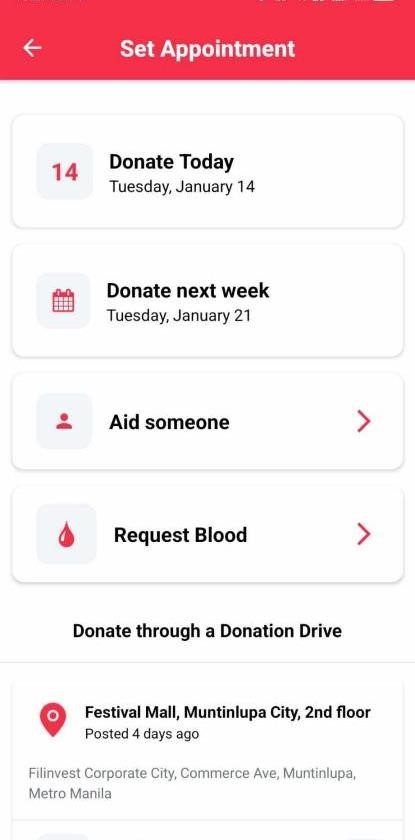 Set Appointment
14
Donate Today
Tuesday, January 14
Donate next week
Tuesday, January 21
Aid someone
Request Blood
Donate through a Donation Drive
Festival Mall, Muntinlupa City, 2nd floor
Posted 4 days ago
Filinvest Corporate City, Commerce Ave, Muntinlupa,
Metro Manila